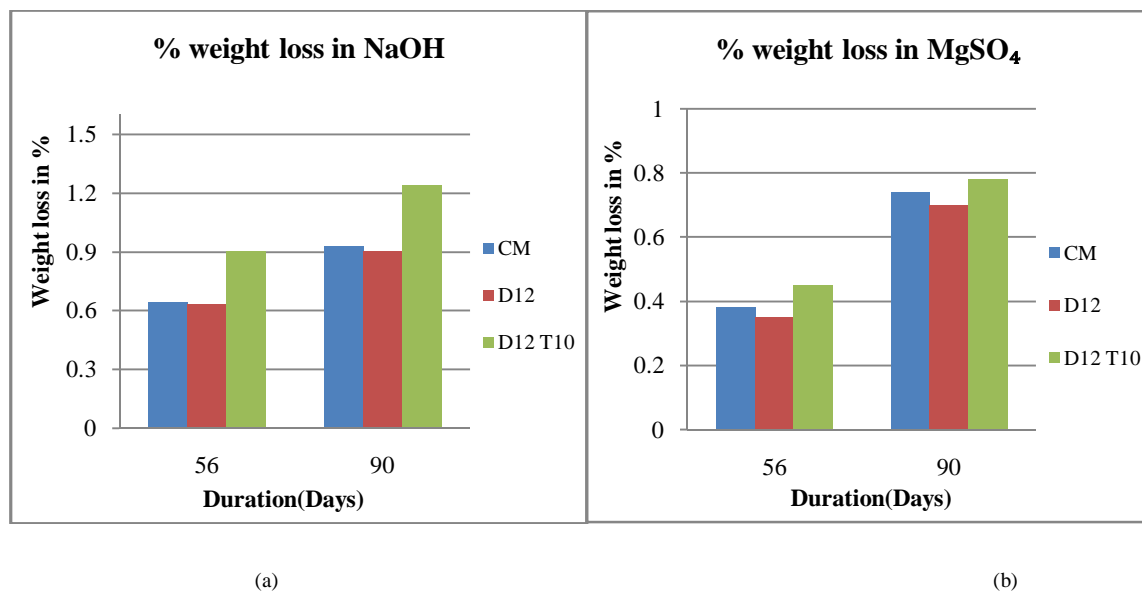 % weight loss in NaOH
Weight loss in %
1.5
1.2
0.9
0.6
0.3
0
56
90
Duration(Days)
CM
D12
D12 T10
(a)
% weight loss in MgSO₄
Weight loss in %
1
0.8
0.6
0.4
0.2
0
56
90
Duration(Days)
CM
D12
D12 T10
(b)